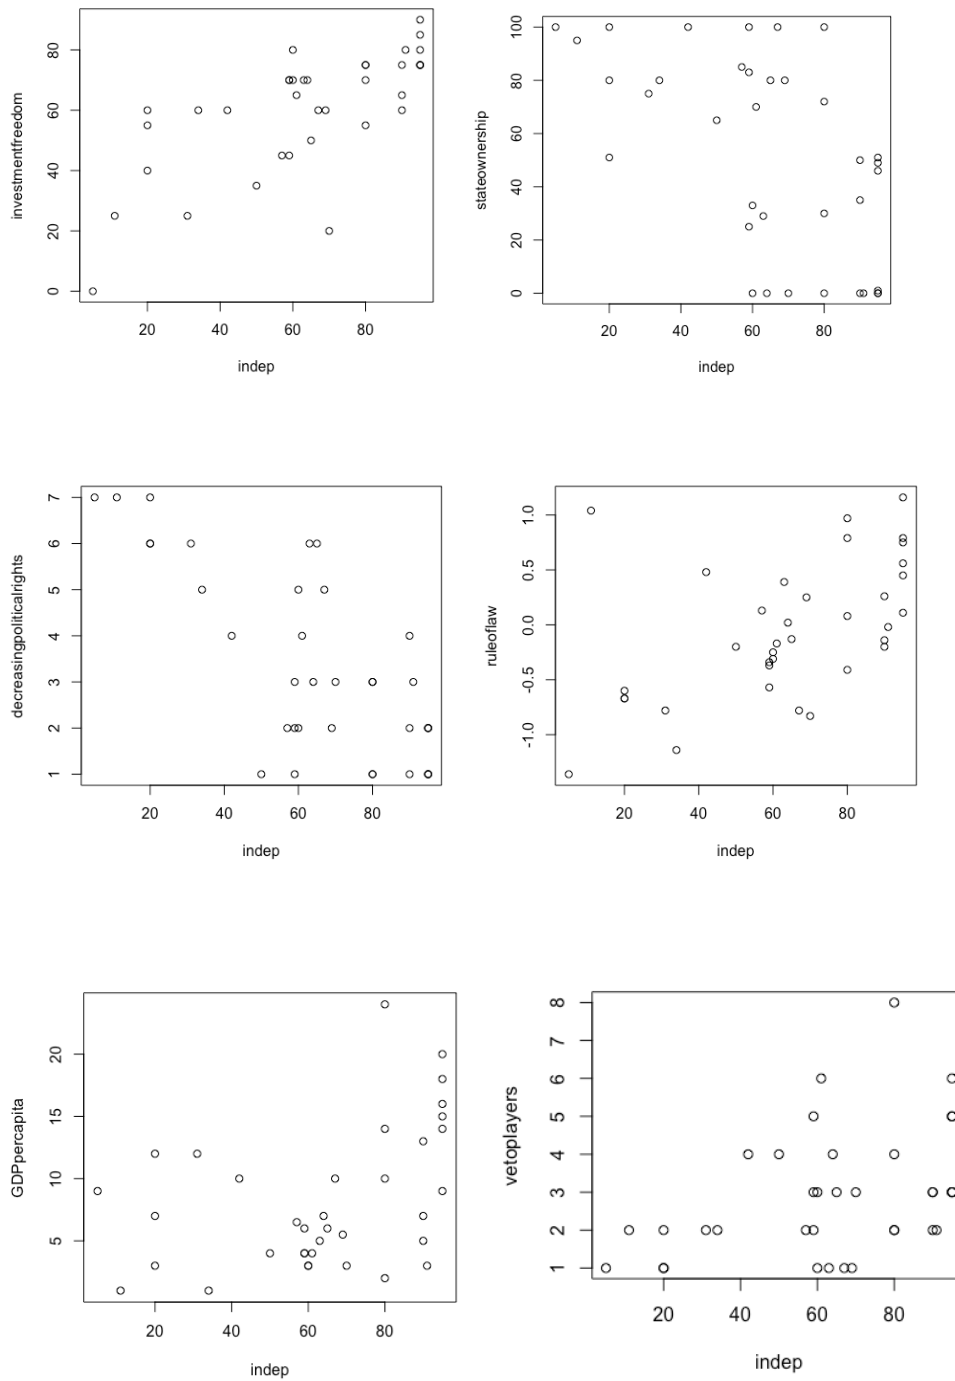 investmentfreedom
0 20 40 60 80
20 40 60 80
indep
stateownership
0 20 40 60 80 100
20 40 60 80
indep
decreasingpoliticalrights
1 2 3 4 5 6 7
20 40 60 80
indep
ruleoflaw
-1.0 -0.5 0.0 0.5 1.0
20 40 60 80
indep
GDPpercapita
5 10 15 20
20 40 60 80
indep
vetoplayers
1 2 3 4 5 6 7 8
20 40 60 80
indep